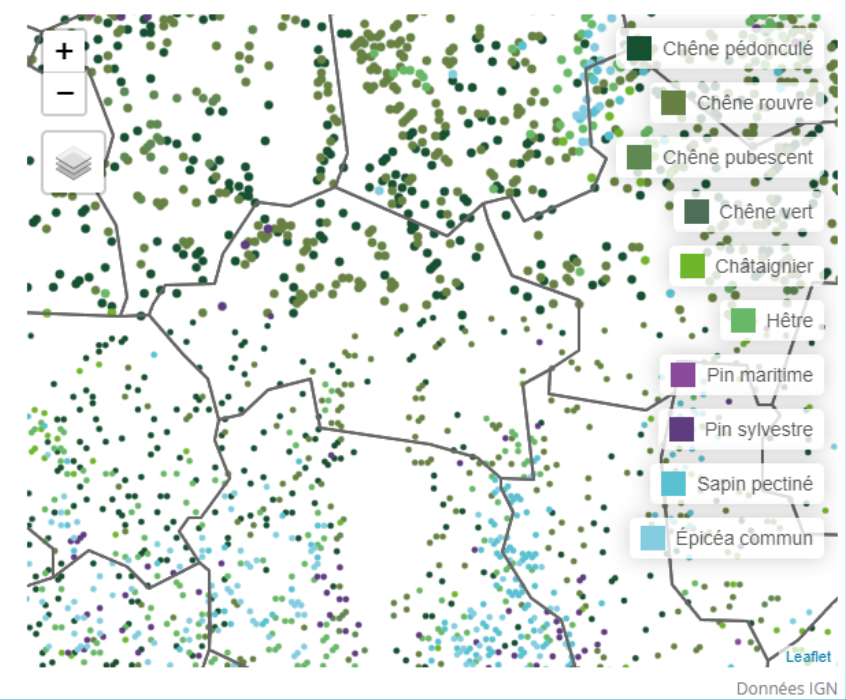 +
−
Chêne pédonculé
Chêne rouvre
Chêne pubescent
Chêne vert
Châtaignier
Hêtre
Pin maritime
Pin sylvestre
Sapin pectiné
Épicéa commun
Leaflet
Données IGN